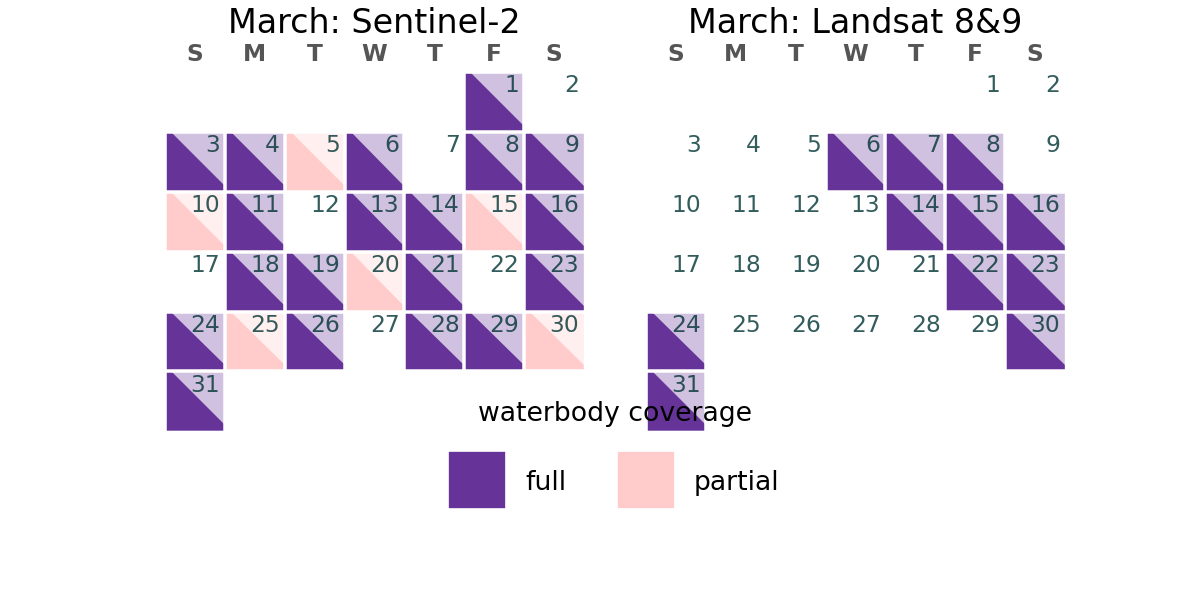 March: Sentinel-2
S M T W T F S
1 2
3 4 5 6 7 8 9
10 11 12 13 14 15 16
17 18 19 20 21 22 23
24 25 26 27 28 29 30
31
March: Landsat 8&9
S M T W T F S
1 2
3 4 5 6 7 8 9
10 11 12 13 14 15 16
17 18 19 20 21 22 23
24 25 26 27 28 29 30
31
waterbody coverage
full
partial